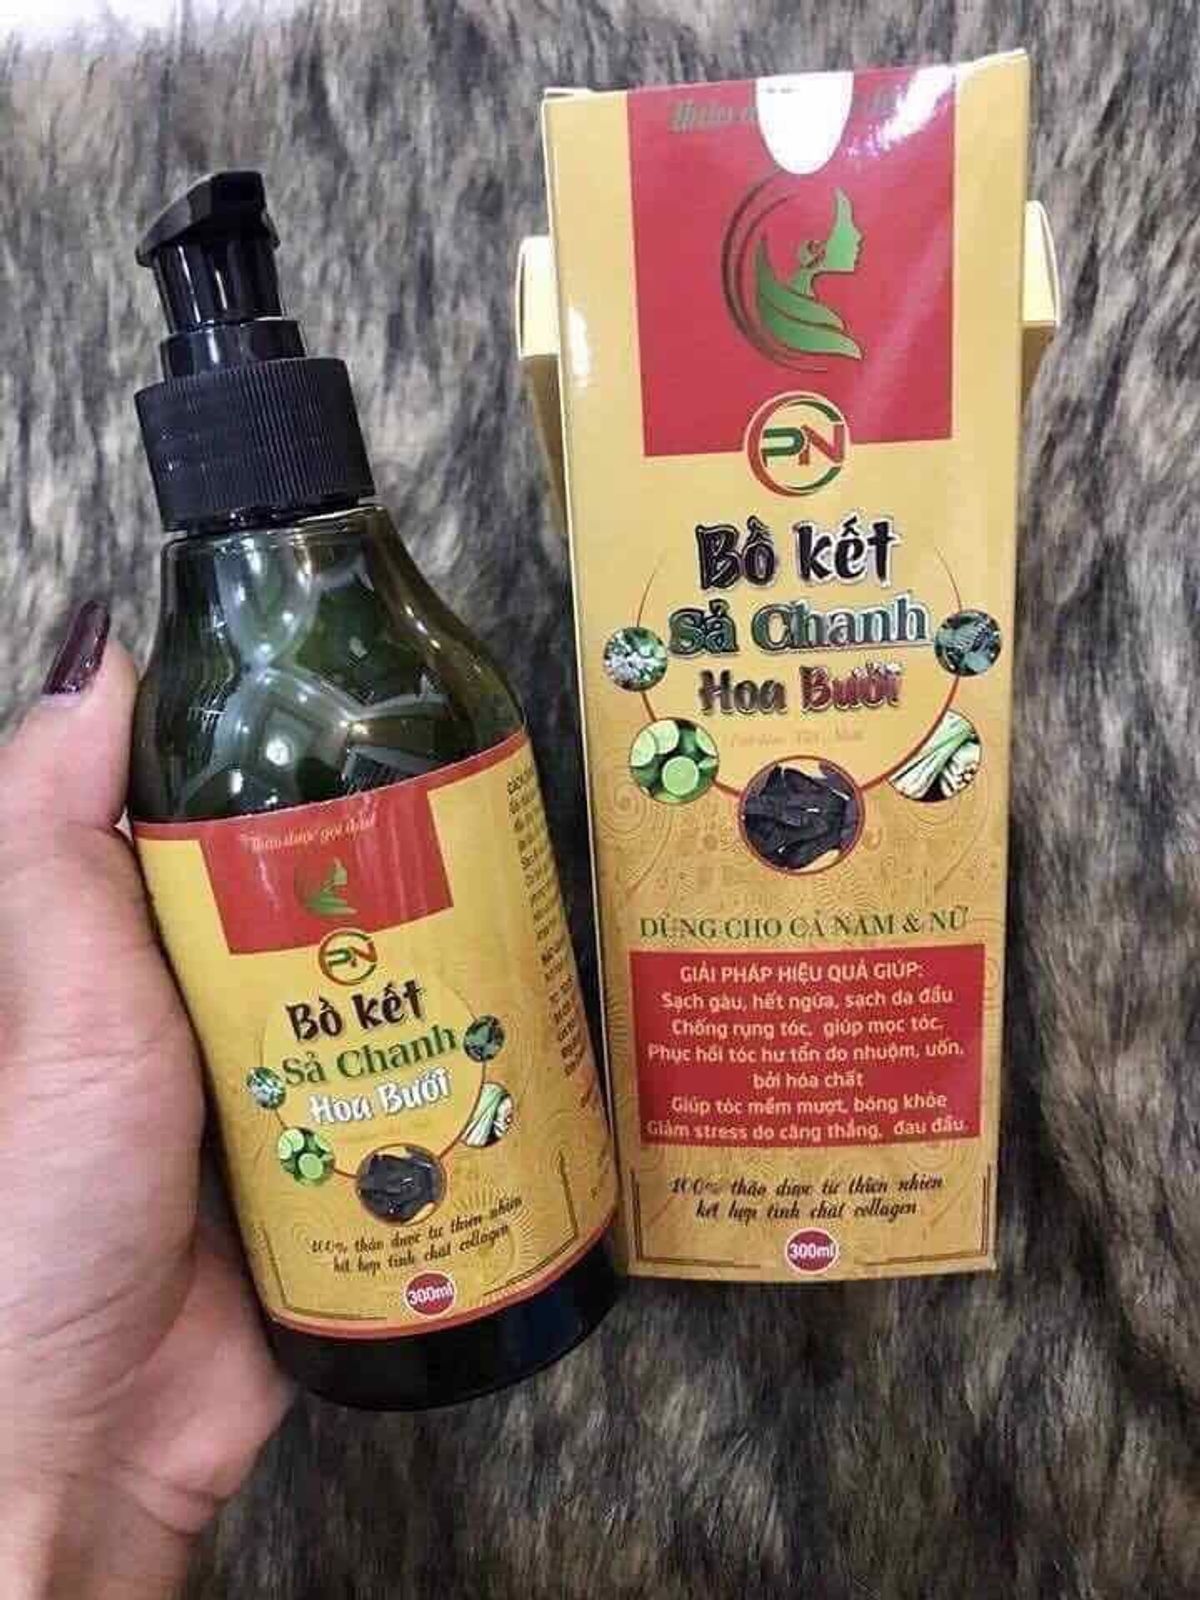 Thảo dược gội đầu
PN
Bồ kết
Sả Chanh
Hoa Bưởi
100% thảo dược từ thiên nhiên
kết hợp tinh chất collagen
300ml
PN
Bồ kết
Sả Chanh
Hoa Bưởi
DÙNG CHO CẢ NAM & NỮ
GIẢI PHÁP HIỆU QUẢ GIÚP:
Sạch gàu, hết ngứa, sạch da đầu
Chống rụng tóc, giúp mọc tóc,
Phục hồi tóc hư tổn do nhuộm, uốn,
bởi hóa chất
Giúp tóc mềm mượt, bóng khỏe
Giảm stress do căng thẳng, đau đầu
100% thảo dược từ thiên nhiên
kết hợp tinh chất collagen
300ml